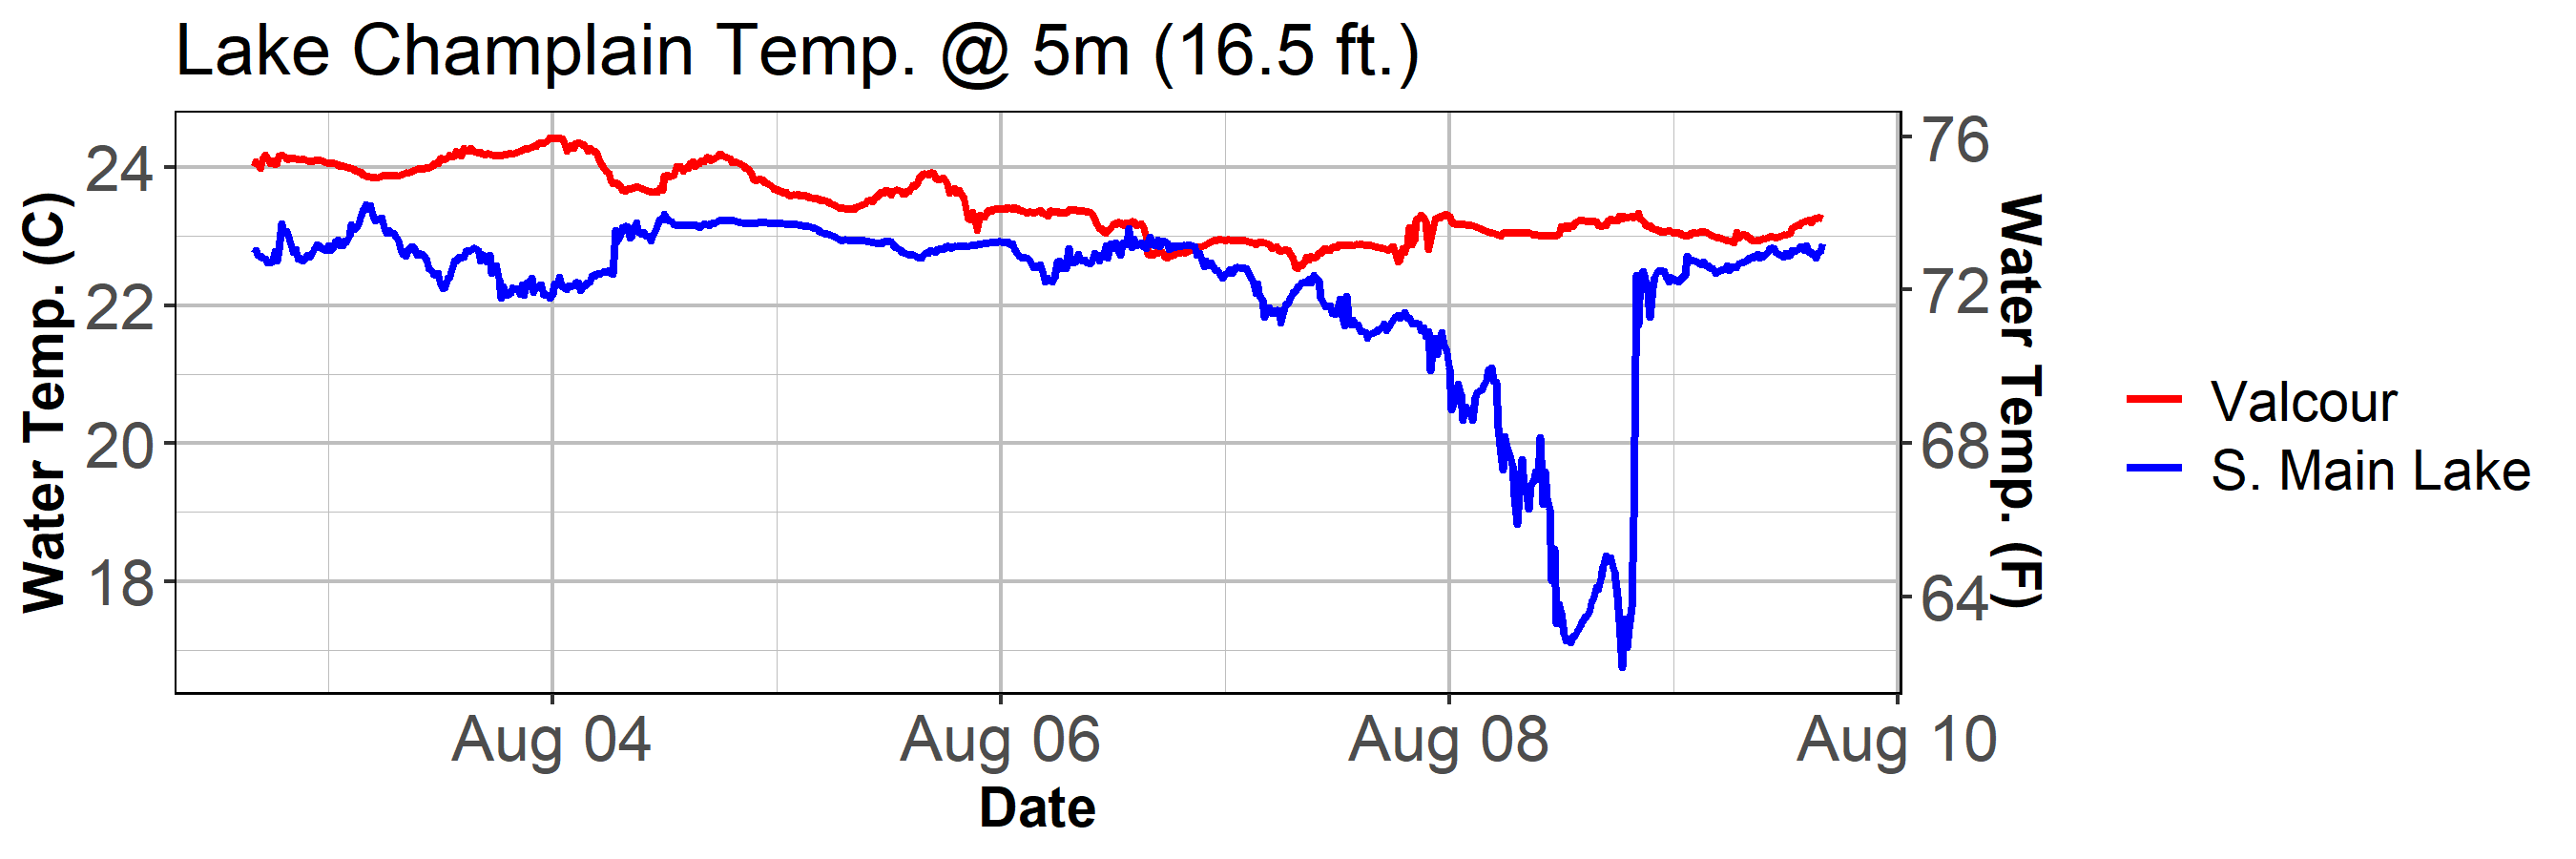 Lake Champlain Temp. @ 5m (16.5 ft.)
Water Temp. (C)
24
22
20
18
76
72
68
64
Water Temp. (F)
Valcour
S. Main Lake
Aug 04 Aug 06 Aug 08 Aug 10
Date